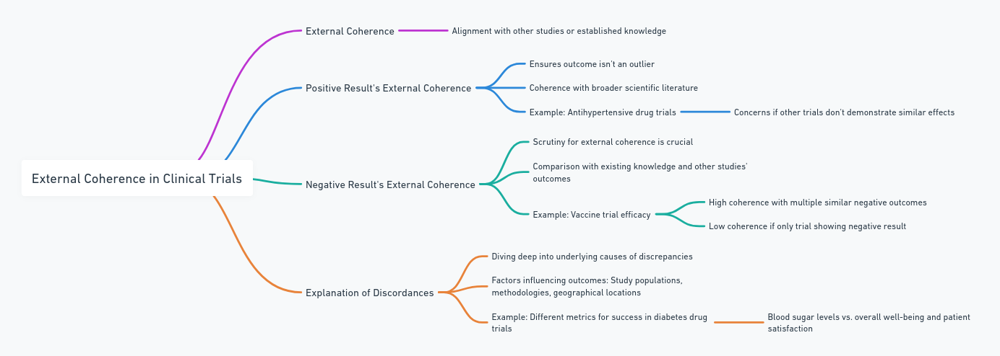 External Coherence in Clinical Trials
External Coherence
Alignment with other studies or established knowledge
Positive Result's External Coherence
Ensures outcome isn't an outlier
Coherence with broader scientific literature
Example: Antihypertensive drug trials
Concerns if other trials don't demonstrate similar effects
Negative Result's External Coherence
Scrutiny for external coherence is crucial
Comparison with existing knowledge and other studies'
outcomes
Example: Vaccine trial efficacy
High coherence with multiple similar negative outcomes
Low coherence if only trial showing negative result
Explanation of Discordances
Diving deep into underlying causes of discrepancies
Factors influencing outcomes: Study populations,
methodologies, geographical locations
Example: Different metrics for success in diabetes drug
trials
Blood sugar levels vs. overall well-being and patient
satisfaction